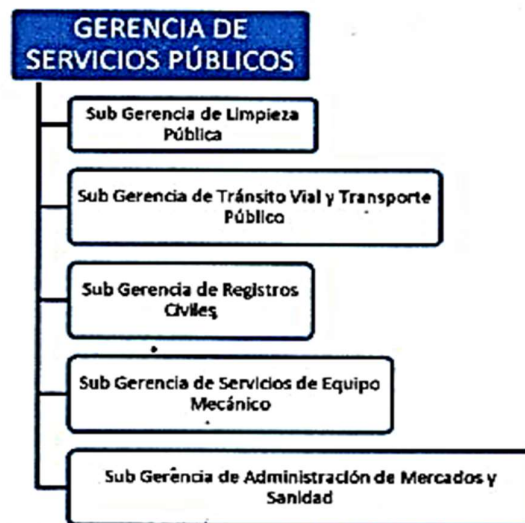 GERENCIA DE
SERVICIOS PÚBLICOS
Sub Gerencia de Limpieza
Pública
Sub Gerencia de Tránsito Vial y Transporte
Público
Sub Gerencia de Registros
Civiles
Sub Gerencia de Servicios de Equipo
Mecánico
Sub Gerencia de Administración de Mercados y
Sanidad